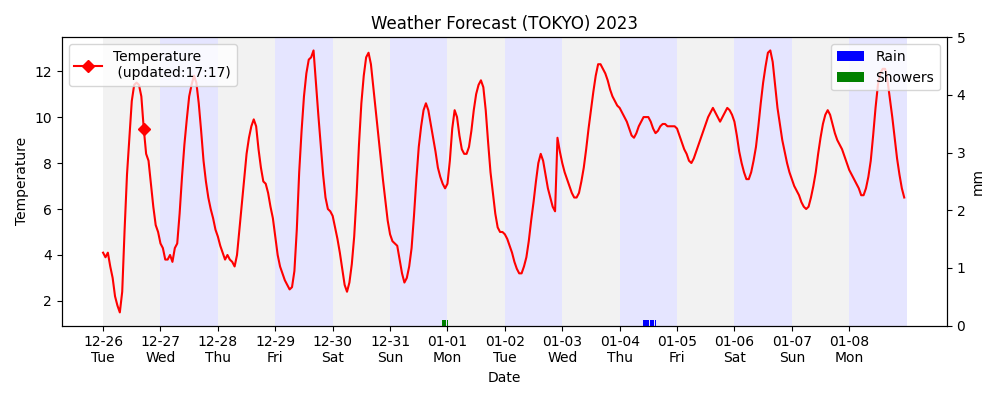 Weather Forecast (TOKYO) 2023
Temperature
(updated:17:17)
Rain
Showers
12
10
8
6
4
2
Temperature
5
4
3
2
1
0
mm
12-26 12-27 12-28 12-29 12-30 12-31 01-01 01-02 01-03 01-04 01-05 01-06 01-07 01-08
Tue Wed Thu Fri Sat Sun Mon Tue Wed Thu Fri Sat Sun Mon
Date